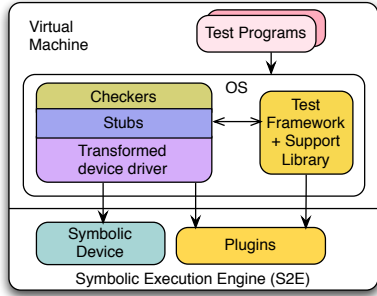 Virtual
Machine
Test Programs
OS
Checkers
Stubs
Transformed
device driver
Test
Framework
+ Support
Library
Symbolic
Device
Plugins
Symbolic Execution Engine (S2E)